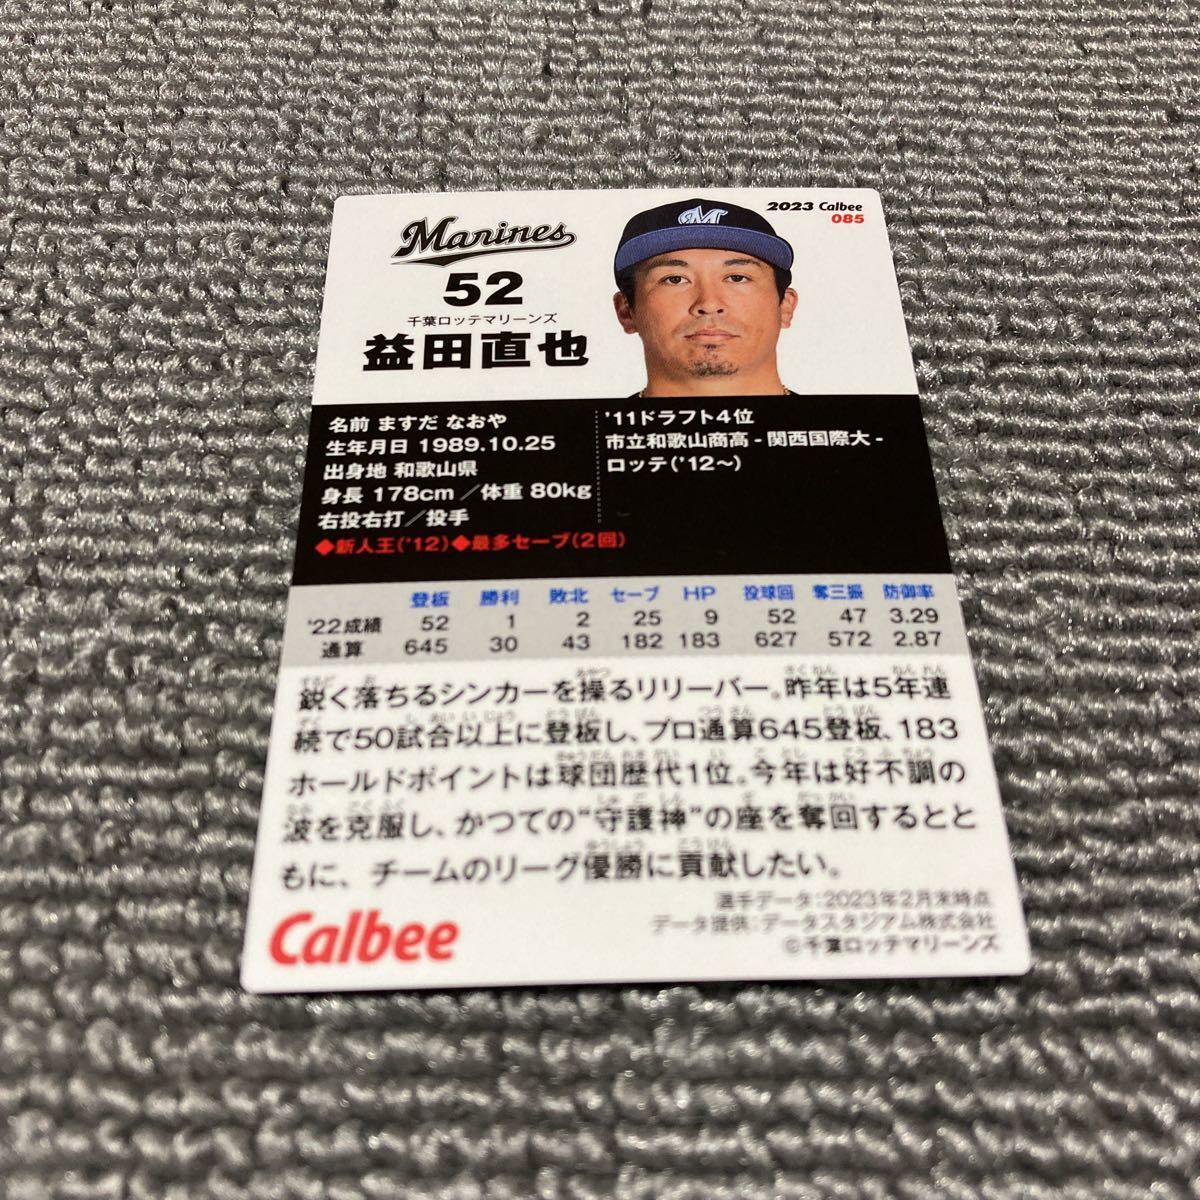 Marines
2023 Calbee
085
52
千葉ロッテマリーンズ
益田直也
名前 ますだ なおや
生年月日 1989.10.25
出身地 和歌山県
身長 178cm／体重 80kg
右投右打／投手
'11ドラフト4位
市立和歌山商高 - 関西国際大 -
ロッテ('12〜)
◆新人王('12)◆最多セーブ(2回)
登板 勝利 敗北 セーブ HP 投球回 奪三振 防御率
'22成績 52 1 2 25 9 52 47 3.29
通算 645 30 43 182 183 627 572 2.87
鋭く落ちるシンカーを操るリリーバー。昨年は5年連
続で50試合以上に登板し、プロ通算645登板、183
ホールドポイントは球団歴代1位。今年は好不調の
波を克服し、かつての“守護神”の座を奪回するとと
もに、チームのリーグ優勝に貢献したい。
選手データ：2023年2月末時点
データ提供：データスタジアム株式会社
©千葉ロッテマリーンズ
Calbee
M